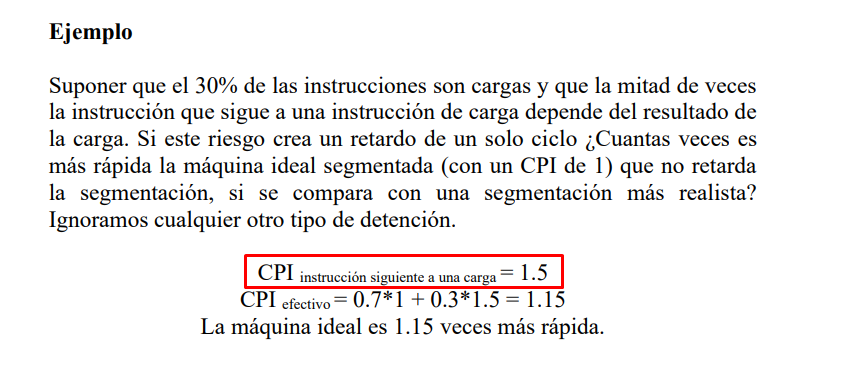 Ejemplo
Suponer que el 30% de las instrucciones son cargas y que la mitad de veces
la instrucción que sigue a una instrucción de carga depende del resultado de
la carga. Si este riesgo crea un retardo de un solo ciclo ¿Cuantas veces es
más rápida la máquina ideal segmentada (con un CPI de 1) que no retarda
la segmentación, si se compara con una segmentación más realista?
Ignoramos cualquier otro tipo de detención.
CPI instrucción siguiente a una carga = 1.5
CPI efectivo = 0.7*1 + 0.3*1.5 = 1.15
La máquina ideal es 1.15 veces más rápida.